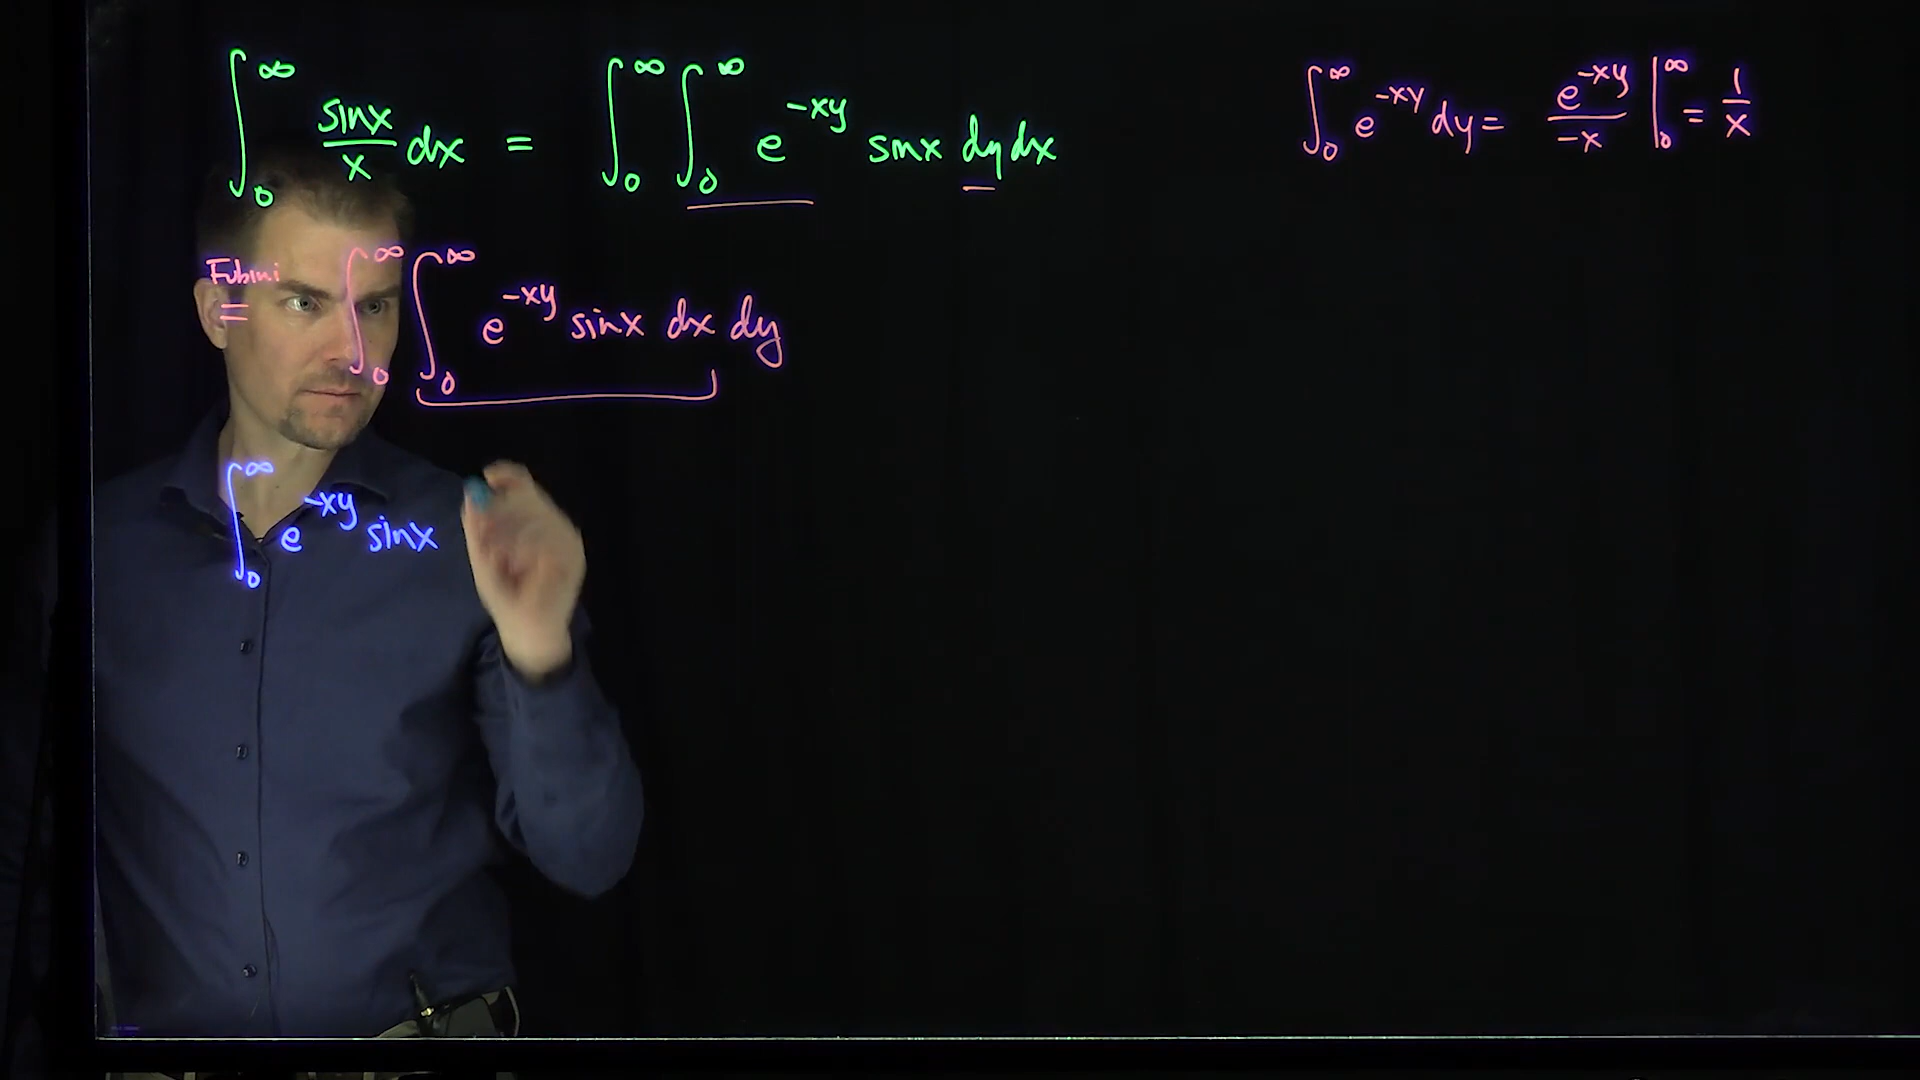 ∫₀^∞ sinx/x dx = ∫₀^∞ ∫₀^∞ e^{-xy} sinx dy dx
∫₀^∞ e^{-xy} dy = e^{-xy}/-x |₀^∞ = 1/x
Fubini
= ∫₀^∞ ∫₀^∞ e^{-xy} sinx dx dy
∫₀^∞ e^{-xy} sinx